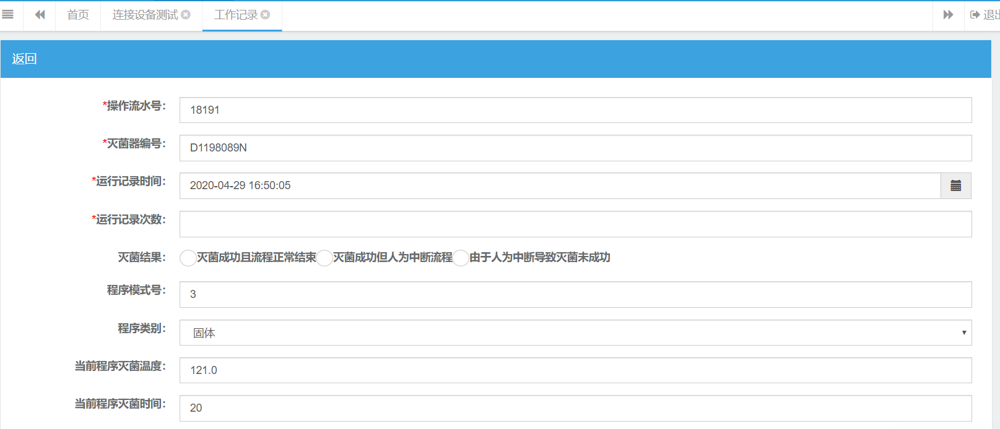 首页 连接设备测试 工作记录 退出
返回
*操作流水号： 18191
*灭菌器编号： D1198089N
*运行记录时间： 2020-04-29 16:50:05
*运行记录次数：
灭菌结果： 灭菌成功且流程正常结束 灭菌成功但人为中断流程 由于人为中断导致灭菌未成功
程序模式号： 3
程序类别： 固体
当前程序灭菌温度： 121.0
当前程序灭菌时间： 20